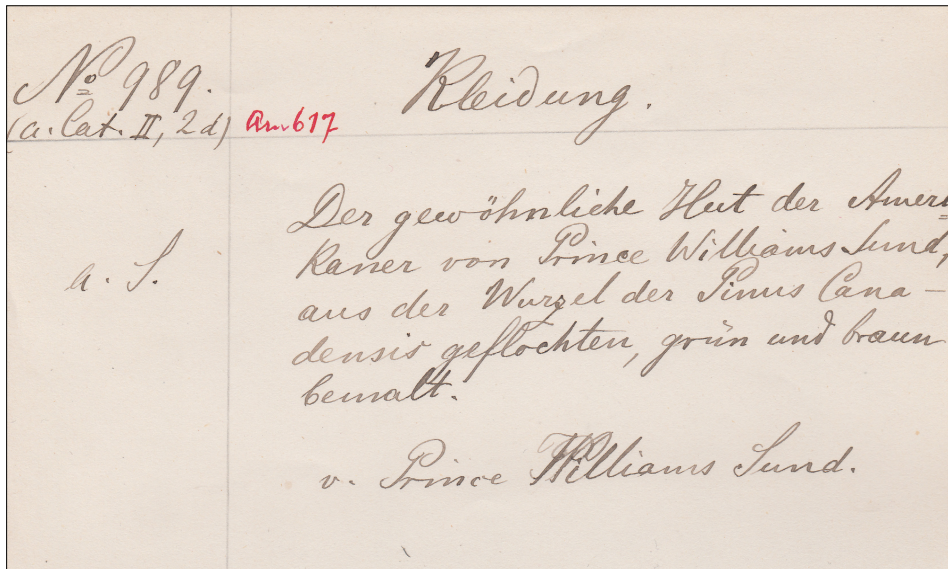 No 989.
Kleidung.
(a. Cat. II, 2d) Am 617
Der gewöhnliche Hut der Ameri=
a. S.
kaner von Prince Williams Sund,
aus der Wurzel der Pinus Cana-
densis geflochten, grün und braun
bemalt.
v. Prince Williams Sund.